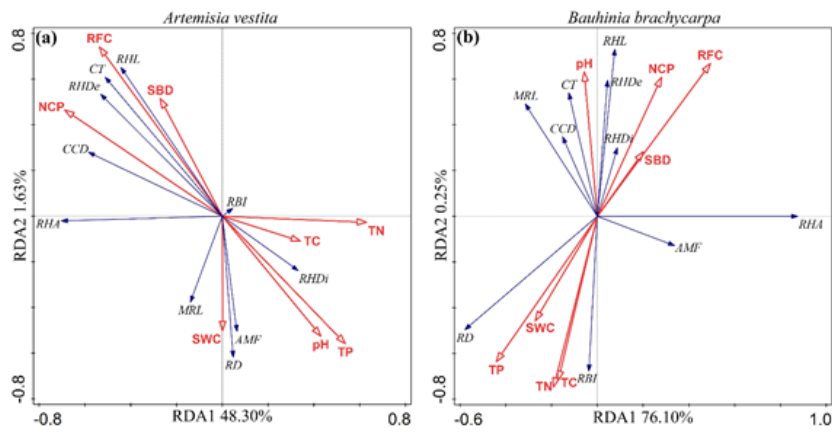 Artemisia vestita
0.8
(a)
RFC
RHL
CT
RHDe
SBD
NCP
CCD
RBI
RHA
TN
TC
RHDi
MRL
SWC
AMF
pH
TP
RD
RDA2 1.63%
-0.8
-0.8
RDA1 48.30%
0.8
Bauhinia brachycarpa
0.8
(b)
RHL
pH
RFC
NCP
RHDe
CT
MRL
CCD
RHDi
SBD
RHA
AMF
RD
SWC
TP
TN
TC
RBI
RDA2 0.25%
-0.8
-0.6
RDA1 76.10%
1.0